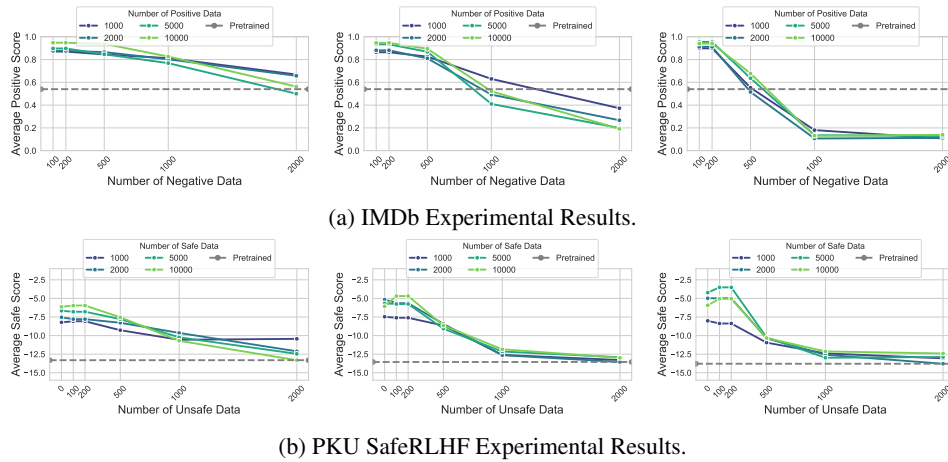 Number of Positive Data
1000 5000 Pretrained
2000 10000
Average Positive Score
1.0
0.8
0.6
0.4
0.2
0.0
100 200 500 1000 2000
Number of Negative Data
Number of Positive Data
1000 5000 Pretrained
2000 10000
Average Positive Score
1.0
0.8
0.6
0.4
0.2
0.0
100 200 500 1000 2000
Number of Negative Data
Number of Positive Data
1000 5000 Pretrained
2000 10000
Average Positive Score
1.0
0.8
0.6
0.4
0.2
0.0
100 200 500 1000 2000
Number of Negative Data
(a) IMDb Experimental Results.
Number of Safe Data
1000 5000 Pretrained
2000 10000
Average Safe Score
−2.5
−5.0
−7.5
−10.0
−12.5
−15.0
0 100 200 500 1000 2000
Number of Unsafe Data
Number of Safe Data
1000 5000 Pretrained
2000 10000
Average Safe Score
−2.5
−5.0
−7.5
−10.0
−12.5
−15.0
0 100 200 500 1000 2000
Number of Unsafe Data
Number of Safe Data
1000 5000 Pretrained
2000 10000
Average Safe Score
−2.5
−5.0
−7.5
−10.0
−12.5
−15.0
0 100 200 500 1000 2000
Number of Unsafe Data
(b) PKU SafeRLHF Experimental Results.